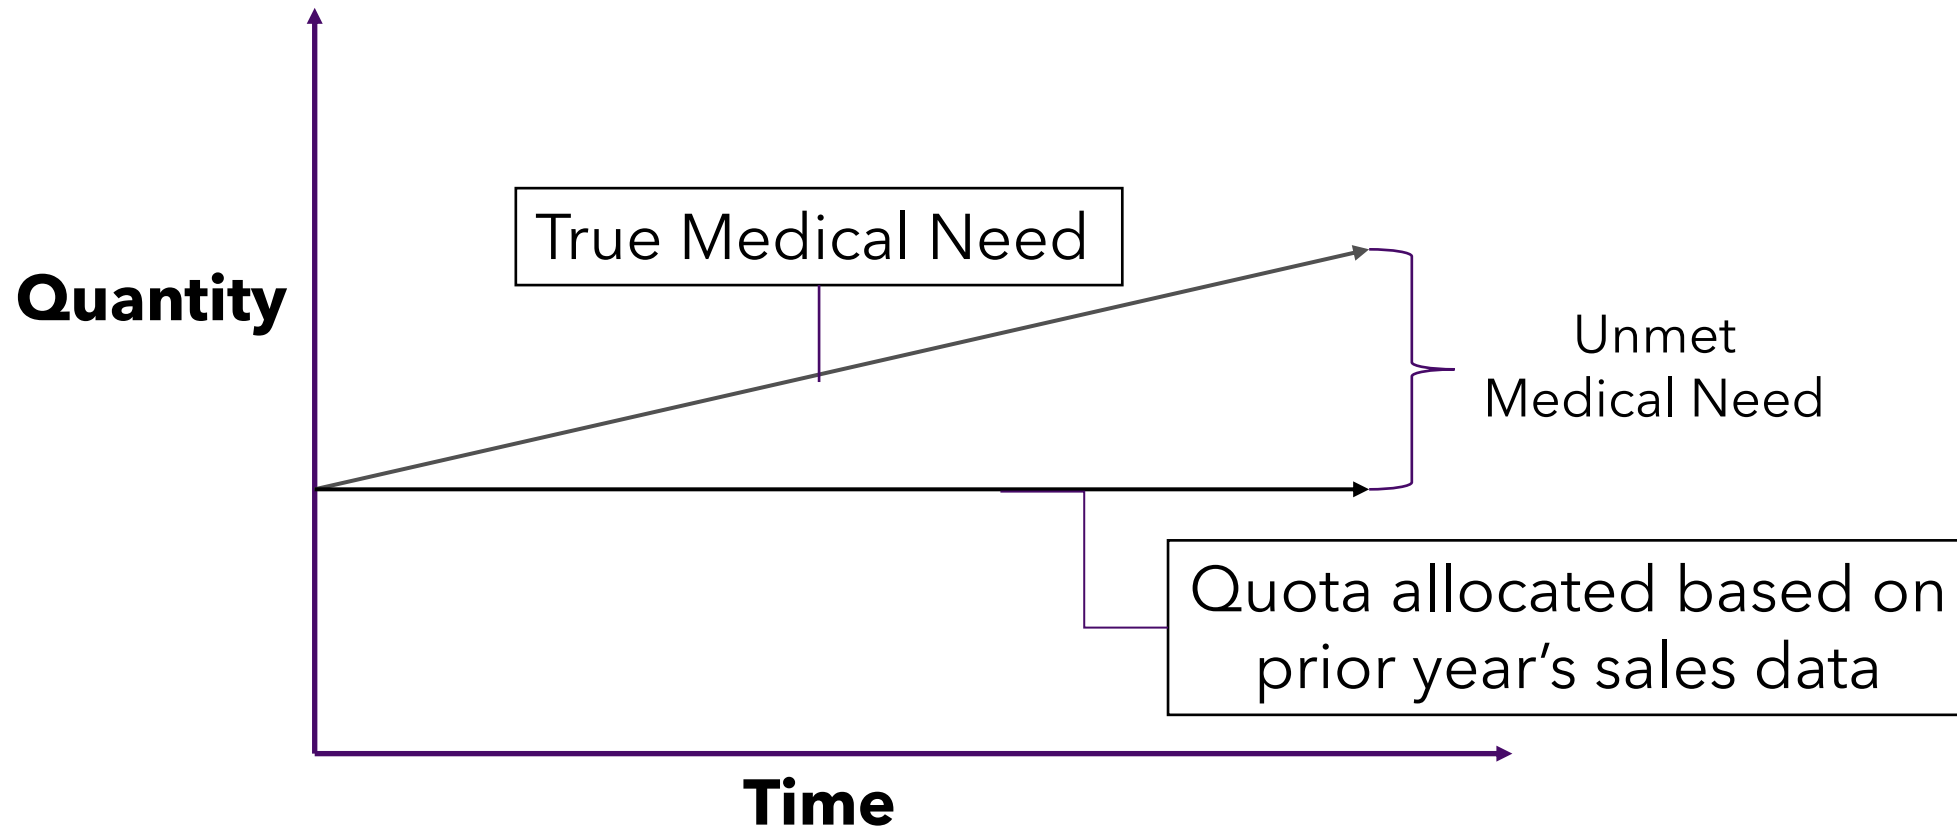 True Medical Need
Quantity
Unmet
Medical Need
Quota allocated based on
prior year’s sales data
Time